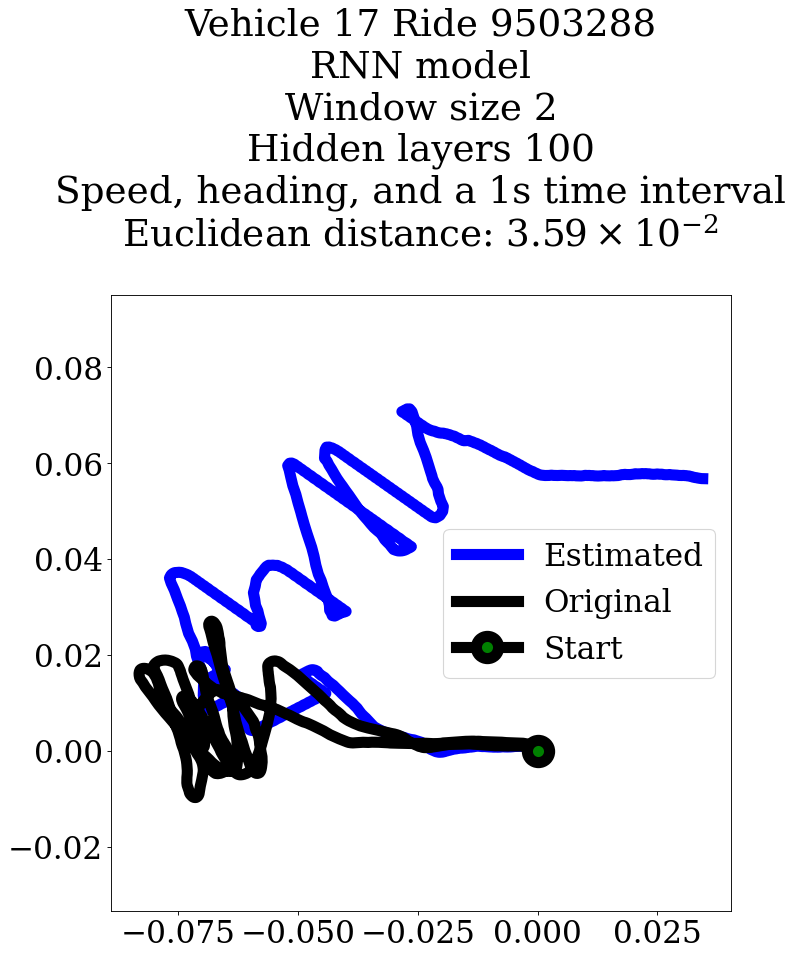 Vehicle 17 Ride 9503288
RNN model
Window size 2
Hidden layers 100
Speed, heading, and a 1s time interval
Euclidean distance: 3.59 × 10⁻²
0.08
0.06
0.04
0.02
0.00
−0.02
Estimated
Original
Start
−0.075 −0.050 −0.025 0.000 0.025